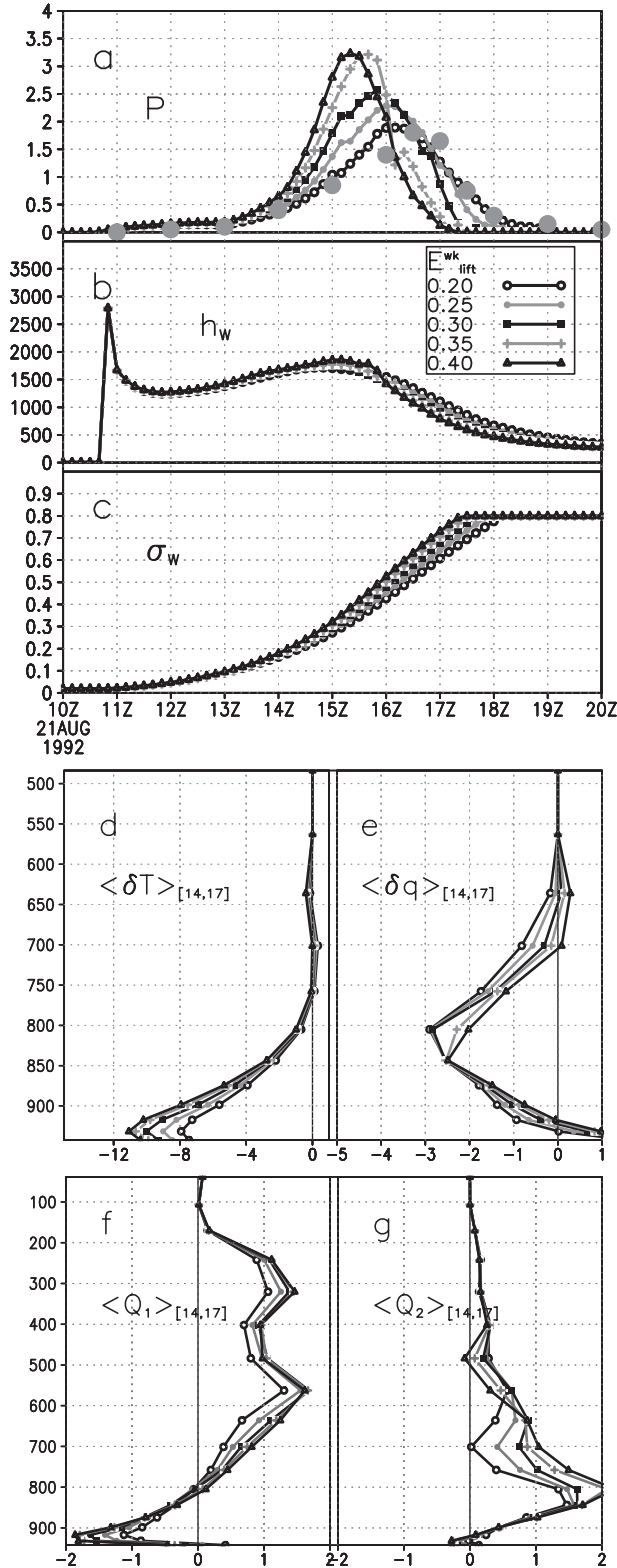 4
3.5
3
2.5
2
1.5
1
0.5
0
a
P
3500
3000
2500
2000
1500
1000
500
0
b
h_w
E^wk_lift
0.20
0.25
0.30
0.35
0.40
0.9
0.8
0.7
0.6
0.5
0.4
0.3
0.2
0.1
0
c
σ_w
10Z 11Z 12Z 13Z 14Z 15Z 16Z 17Z 18Z 19Z 20Z
21AUG
1992
500
550
600
650
700
750
800
850
900
d
<δT>[14,17]
-12 -8 -4 0
e
<δq>[14,17]
-5 -4 -3 -2 -1 0 1
100
200
300
400
500
600
700
800
900
f
<Q₁>[14,17]
-2 -1 0 1 2
g
<Q₂>[14,17]
-2 -1 0 1 2